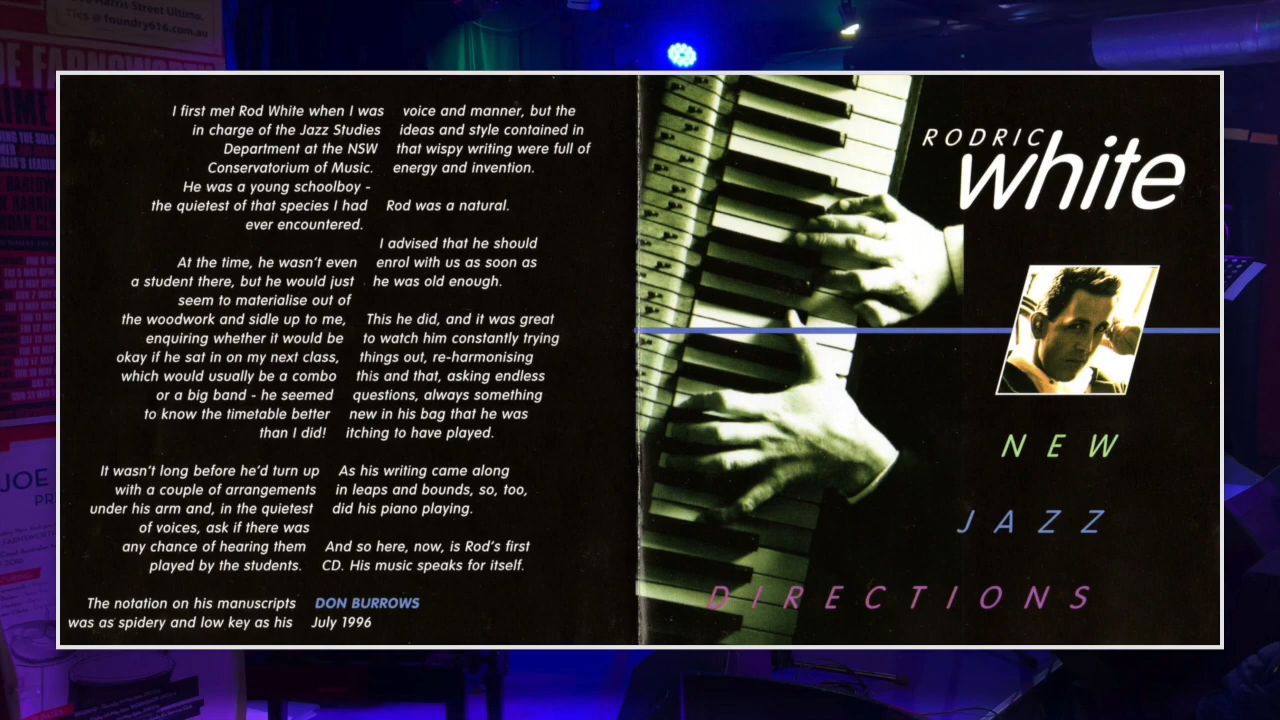 I first met Rod White when I was
in charge of the Jazz Studies
Department at the NSW
Conservatorium of Music.
He was a young schoolboy -
the quietest of that species I had
ever encountered.
At the time, he wasn't even
a student there, but he would just
seem to materialise out of
the woodwork and sidle up to me,
enquiring whether it would be
okay if he sat in on my next class,
which would usually be a combo
or a big band - he seemed
to know the timetable better
than I did!
It wasn't long before he'd turn up
with a couple of arrangements
under his arm and, in the quietest
of voices, ask if there was
any chance of hearing them
played by the students.
The notation on his manuscripts
was as spidery and low key as his
voice and manner, but the
ideas and style contained in
that wispy writing were full of
energy and invention.
Rod was a natural.
I advised that he should
enrol with us as soon as
he was old enough.
This he did, and it was great
to watch him constantly trying
things out, re-harmonising
this and that, asking endless
questions, always something
new in his bag that he was
itching to have played.
As his writing came along
in leaps and bounds, so, too,
did his piano playing.
And so here, now, is Rod's first
CD. His music speaks for itself.
DON BURROWS
July 1996
RODRIC
white
NEW
JAZZ
DIRECTIONS
Harris Street Ultimo.
@ foundry616.com.au
JOE